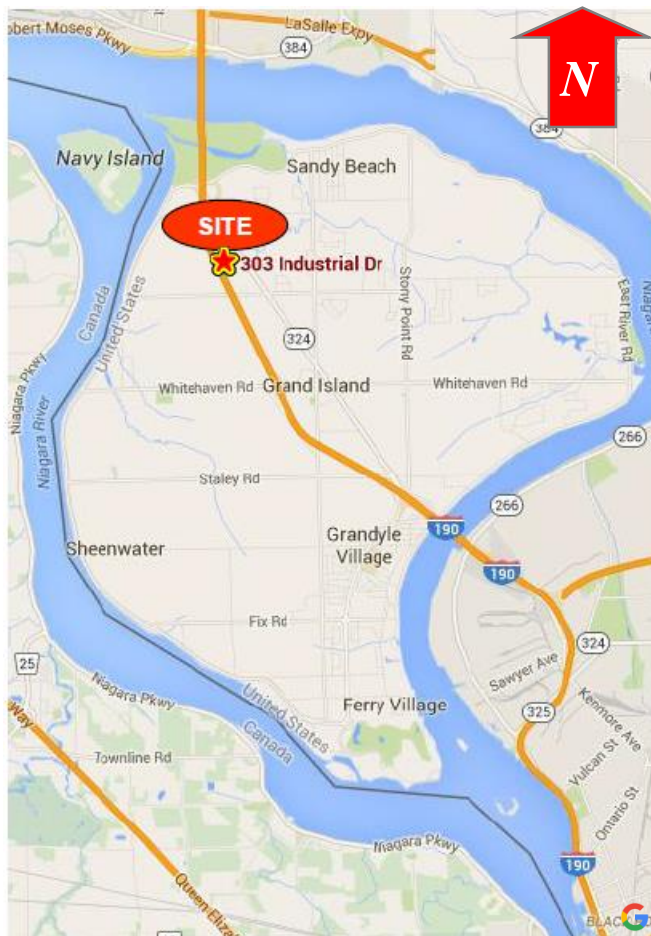 obert Moses Pkwy
LaSalle Expy
384
N
384
Navy Island
Sandy Beach
SITE
303 Industrial Dr
Canada
United States
Stony Point Rd
East River Rd
Niagara
324
Niagara Pkwy
Whitehaven Rd
Grand Island
Whitehaven Rd
Niagara River
266
Staley Rd
266
190
Sheenwater
Grandyle
Village
190
Fix Rd
324
25
Sawyer Ave
Niagara Pkwy
United States
Canada
Ferry Village
325
Kenmore Ave
Way
Townline Rd
Vulcan St
Ontario St
Niagara Pkwy
190
Queen Eliza